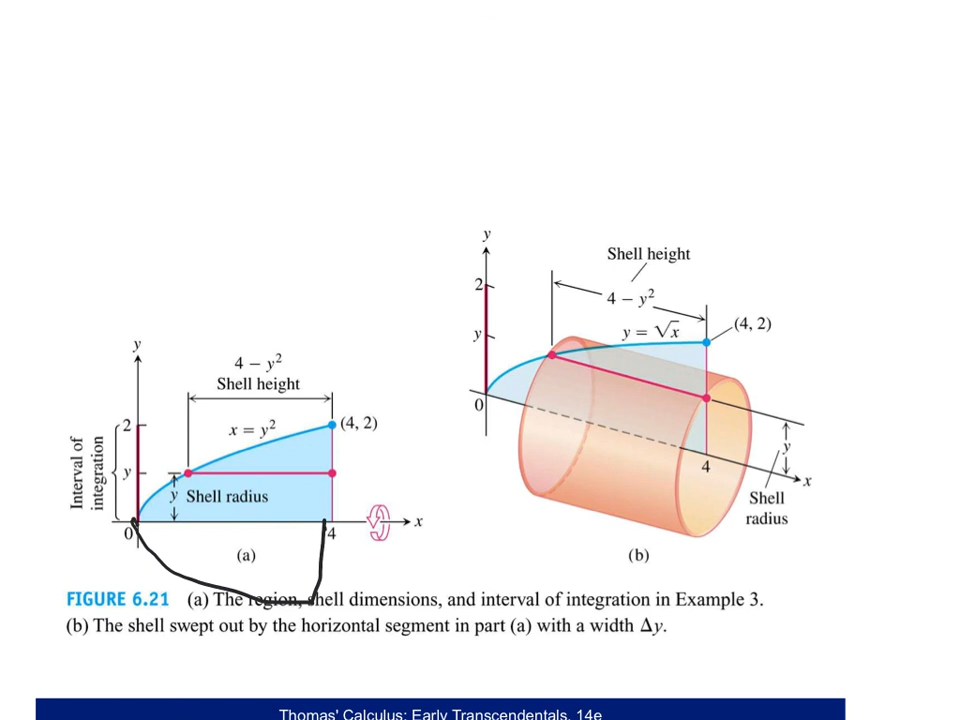 y
4 – y²
Shell height
x = y²
(4, 2)
Interval of
integration
2
y
y
Shell radius
0
4
x
(a)
y
Shell height
2
4 – y²
y = √x
(4, 2)
y
0
4
y
x
Shell
radius
(b)
FIGURE 6.21 (a) The region, shell dimensions, and interval of integration in Example 3.
(b) The shell swept out by the horizontal segment in part (a) with a width Δy.
Thomas' Calculus: Early Transcendentals, 14e